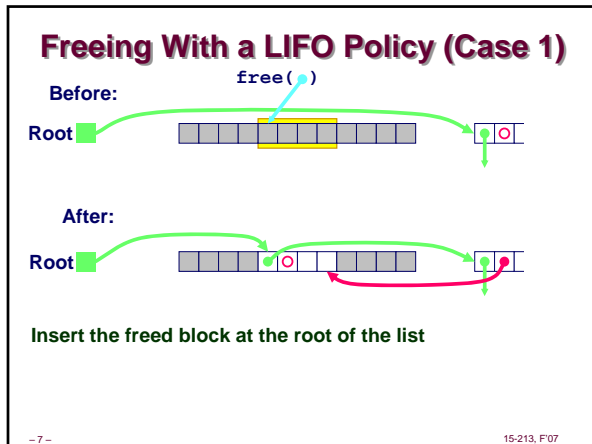 Freeing With a LIFO Policy (Case 1)
free( )
Before:
Root
After:
Root
Insert the freed block at the root of the list
– 7 –
15-213, F'07